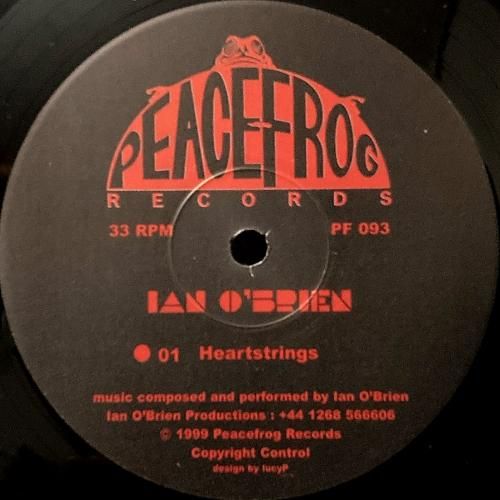 PEACEFROG
RECORDS
33 RPM PF 093
IAN O'BRIEN
01 Heartstrings
music composed and performed by Ian O'Brien
Ian O'Brien Productions : +44 1268 566606
© 1999 Peacefrog Records
Copyright Control
design by lucyP